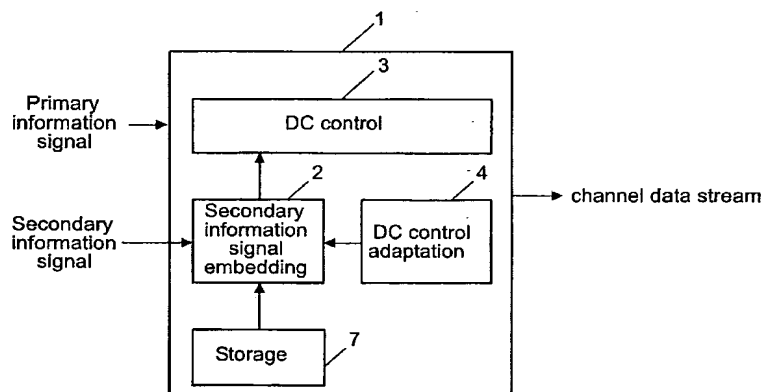 1
3
Primary
information
signal
DC control
2
4
channel data stream
Secondary
information
signal
Secondary
information
signal
embedding
DC control
adaptation
7
Storage